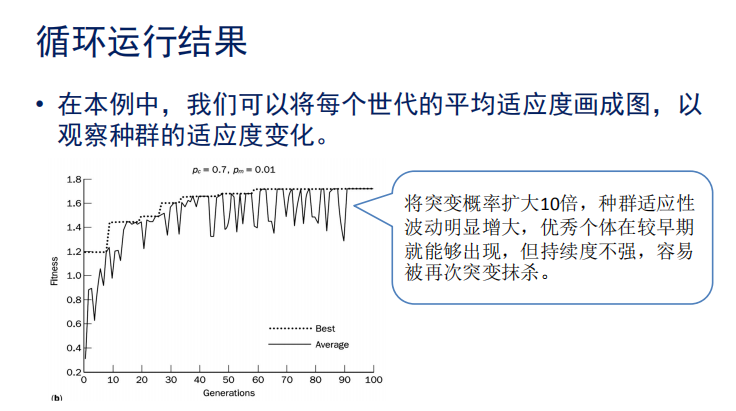 循环运行结果
• 在本例中，我们可以将每个世代的平均适应度画成图，以
观察种群的适应度变化。
pc = 0.7, pm = 0.01
将突变概率扩大10倍，种群适应性
波动明显增大，优秀个体在较早期
就能够出现，但持续度不强，容易
被再次突变抹杀。
1.8
1.6
1.4
1.2
1.0
0.8
0.6
0.4
0.2
Fitness
Best
Average
0 10 20 30 40 50 60 70 80 90 100
Generations
(b)